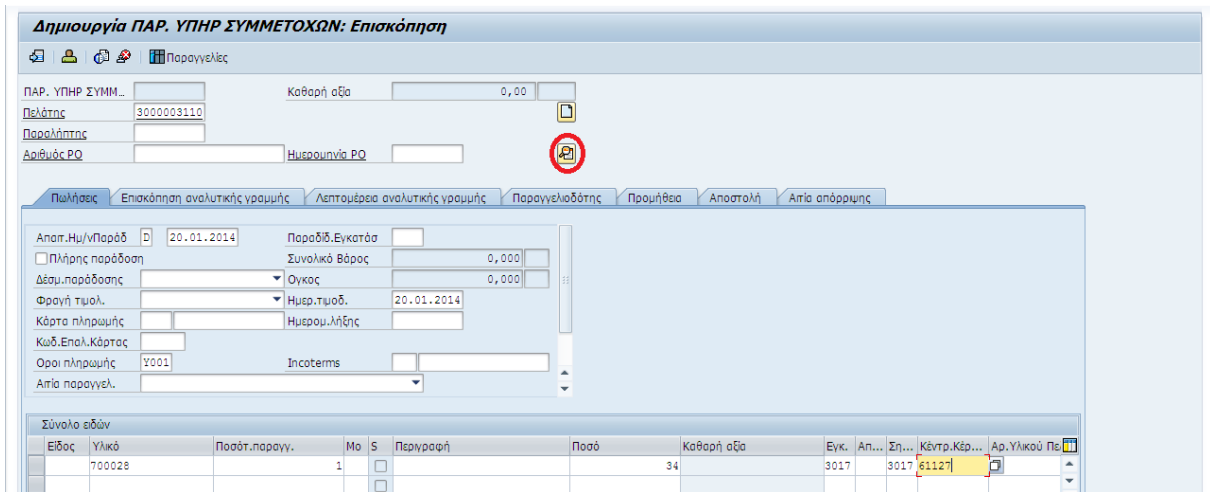 Δημιουργία ΠΑΡ. ΥΠΗΡ ΣΥΜΜΕΤΟΧΩΝ: Επισκόπηση
Παραγγελίες
ΠΑΡ. ΥΠΗΡ ΣΥΜΜ... Καθαρή αξία 0,00
Πελάτης 3000003110
Παραλήπτης
Αριθμός PO Ημερομηνία PO
Πωλήσεις Επισκόπηση αναλυτικής γραμμής Λεπτομέρεια αναλυτικής γραμμής Παραγγελιοδότης Προμήθεια Αποστολή Αιτία απόρριψης
Απαιτ.Ημ/νΠαράδ D 20.01.2014 Παραδίδ.Εγκατάσ
Πλήρης παράδοση Συνολικό Βάρος 0,000
Δέσμ.παράδοσης Ογκος 0,000
Φραγή τιμολ. Ημερ.τιμοδ. 20.01.2014
Κάρτα πληρωμής Ημερομ.λήξης
Κωδ.Επαλ.Κάρτας
Οροι πληρωμής Y001 Incoterms
Αιτία παραγγελ.
Σύνολο ειδών
Είδος Υλικό Ποσότ.παραγγ. Μο S Περιγραφή Ποσό Καθαρή αξία Εγκ. Απ... Ση... Κέντρ.Κέρ... Αρ.Υλικού Πε
700028 1 34 3017 3017 61127